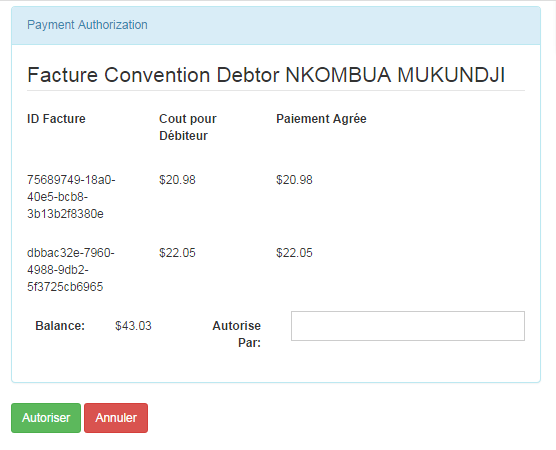 Payment Authorization
Facture Convention Debtor NKOMBUA MUKUNDJI
ID Facture Cout pour Paiement Agrée
Débiteur
75689749-18a0- $20.98 $20.98
40e5-bcb8-
3b13b2f8380e
dbbac32e-7960- $22.05 $22.05
4988-9db2-
5f3725cb6965
Balance: $43.03 Autorise
Par:
Autoriser Annuler